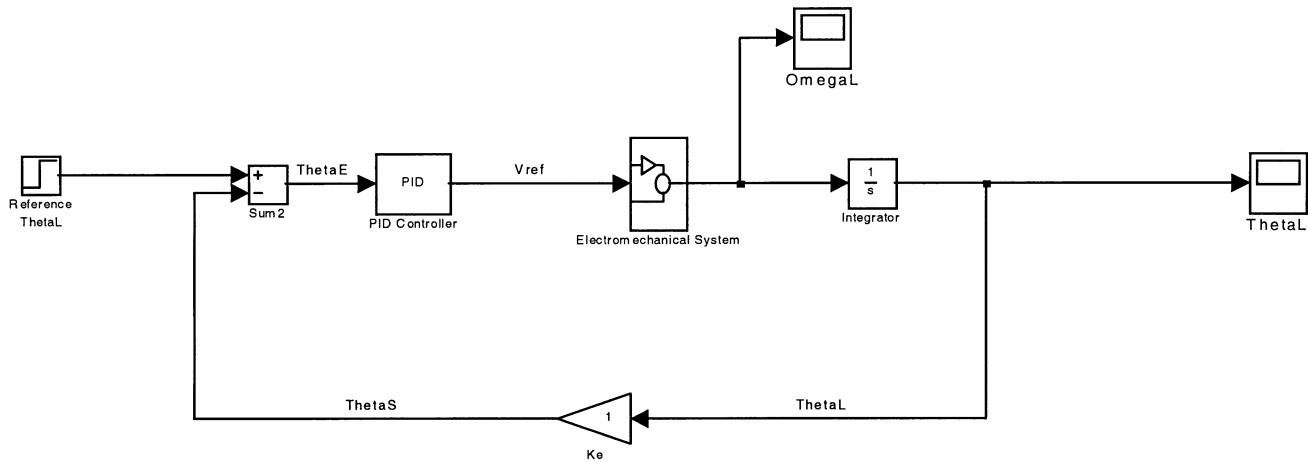 OmegaL
ThetaE
Vref
+
−
PID
1
s
Reference
ThetaL
Sum2
PID Controller
Electromechanical System
Integrator
ThetaL
ThetaS
ThetaL
1
Ke